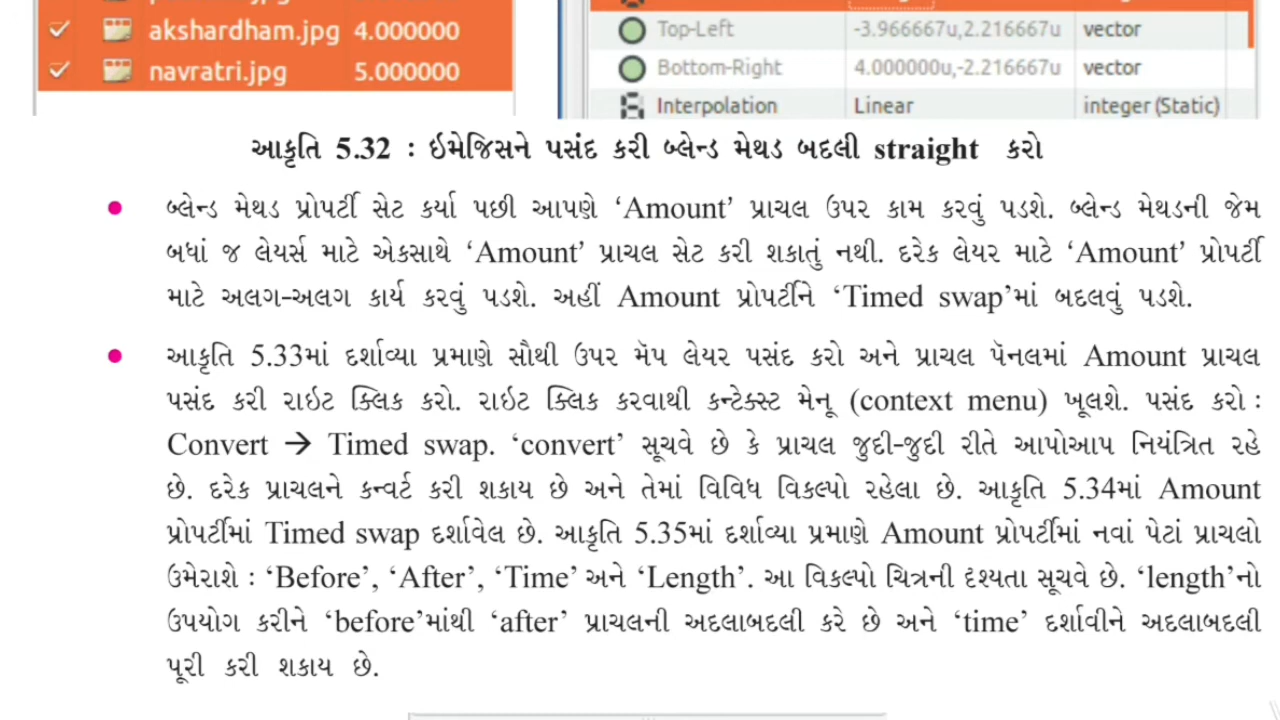 akshardham.jpg 4.000000
navratri.jpg 5.000000
Top-Left -3.966667u,2.216667u vector
Bottom-Right 4.000000u,-2.216667u vector
Interpolation Linear integer (Static)
આકૃતિ 5.32 : ઇમેજિસને પસંદ કરી બ્લેન્ડ મેથડ બદલી straight કરો
• બ્લેન્ડ મેથડ પ્રોપર્ટી સેટ કર્યા પછી આપણે ‘Amount’ પ્રાચલ ઉપર કામ કરવું પડશે. બ્લેન્ડ મેથડની જેમ
બધાં જ લેયર્સ માટે એકસાથે ‘Amount’ પ્રાચલ સેટ કરી શકાતું નથી. દરેક લેયર માટે ‘Amount’ પ્રોપર્ટી
માટે અલગ-અલગ કાર્ય કરવું પડશે. અહીં Amount પ્રોપર્ટીને ‘Timed swap’માં બદલવું પડશે.
• આકૃતિ 5.33માં દર્શાવ્યા પ્રમાણે સૌથી ઉપર મૅપ લેયર પસંદ કરો અને પ્રાચલ પૅનલમાં Amount પ્રાચલ
પસંદ કરી રાઇટ ક્લિક કરો. રાઇટ ક્લિક કરવાથી કન્ટેક્સ્ટ મેનૂ (context menu) ખૂલશે. પસંદ કરો :
Convert → Timed swap. ‘convert’ સૂચવે છે કે પ્રાચલ જુદી-જુદી રીતે આપોઆપ નિયંત્રિત રહે
છે. દરેક પ્રાચલને કન્વર્ટ કરી શકાય છે અને તેમાં વિવિધ વિકલ્પો રહેલા છે. આકૃતિ 5.34માં Amount
પ્રોપર્ટીમાં Timed swap દર્શાવેલ છે. આકૃતિ 5.35માં દર્શાવ્યા પ્રમાણે Amount પ્રોપર્ટીમાં નવાં પેટાં પ્રાચલો
ઉમેરાશે : ‘Before’, ‘After’, ‘Time’ અને ‘Length’. આ વિકલ્પો ચિત્રની દૃશ્યતા સૂચવે છે. ‘length’નો
ઉપયોગ કરીને ‘before’માંથી ‘after’ પ્રાચલની અદલાબદલી કરે છે અને ‘time’ દર્શાવીને અદલાબદલી
પૂરી કરી શકાય છે.